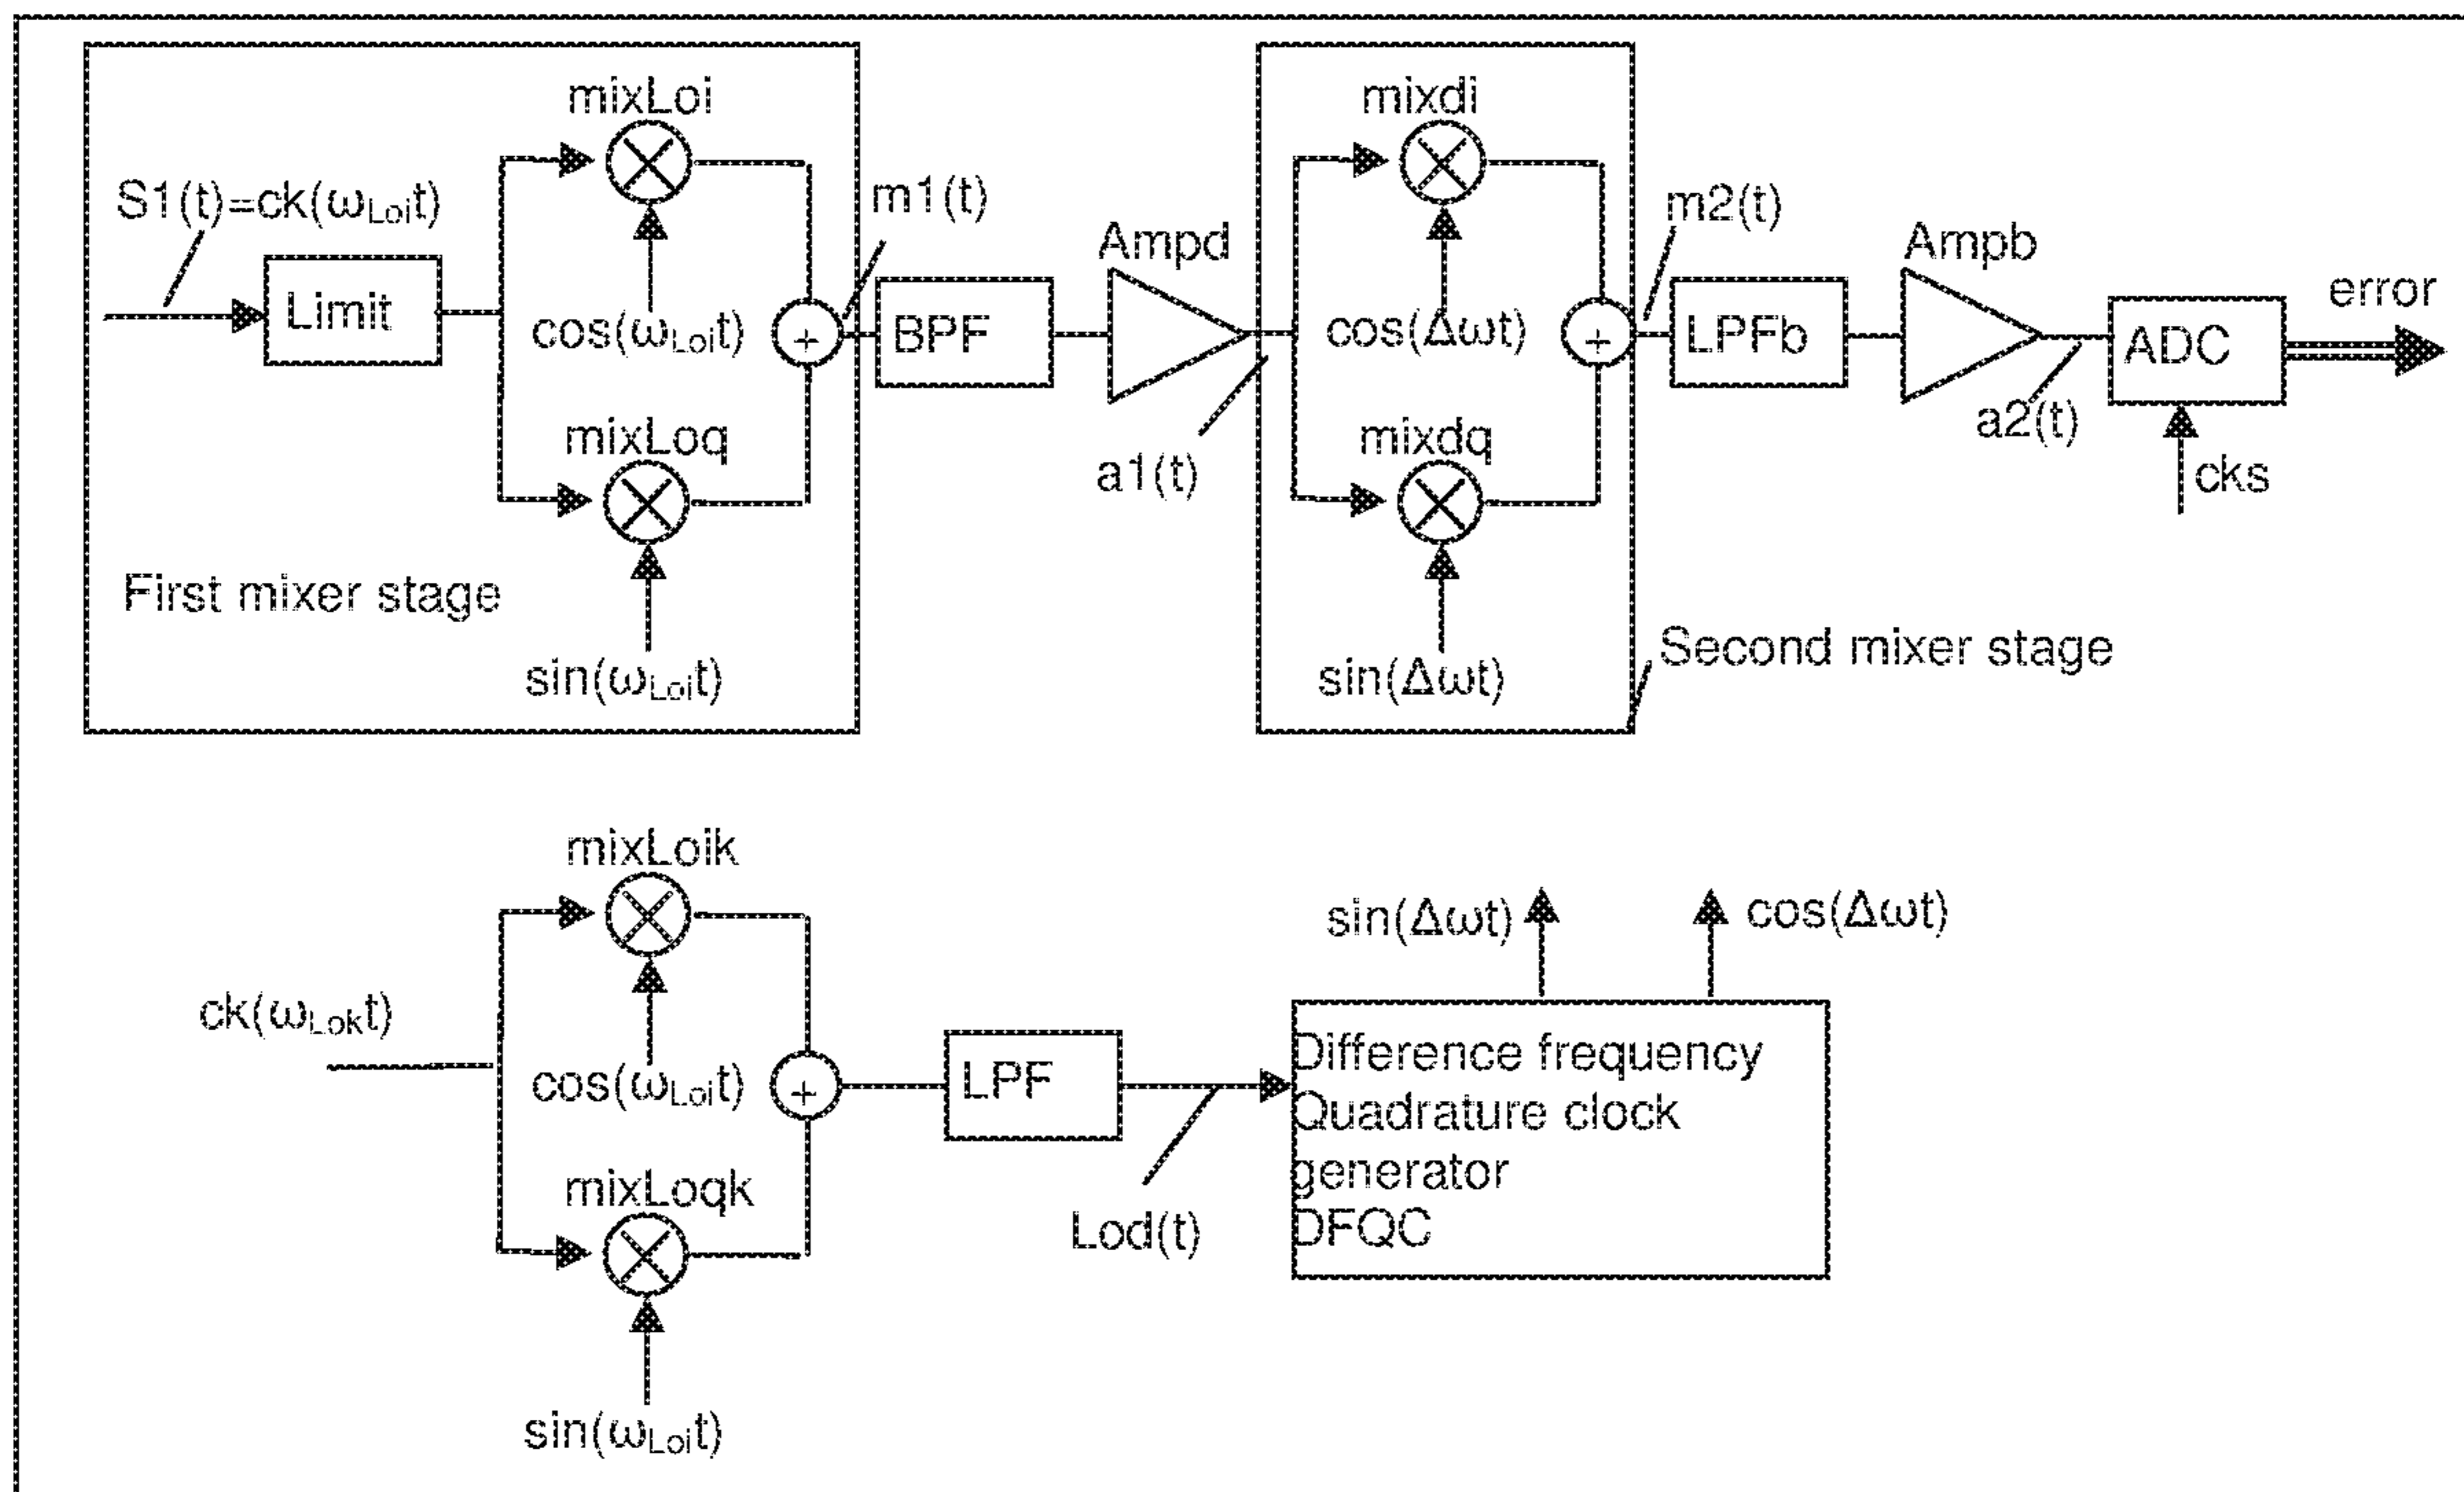 mixLoi
mixdi
S1(t)=ck(ωLoit)
m1(t)
m2(t)
Ampd
Ampb
error
Limit
cos(ωLoit)
+
BPF
cos(Δωt)
+
LPFb
ADC
mixLoq
a1(t)
mixdq
a2(t)
cks
First mixer stage
sin(ωLoit)
sin(Δωt)
Second mixer stage
mixLoik
sin(Δωt)
cos(Δωt)
ck(ωLokt)
cos(ωLoit)
+
LPF
Difference frequency
Quadrature clock
generator
DFQC
mixLoqk
Lod(t)
sin(ωLoit)